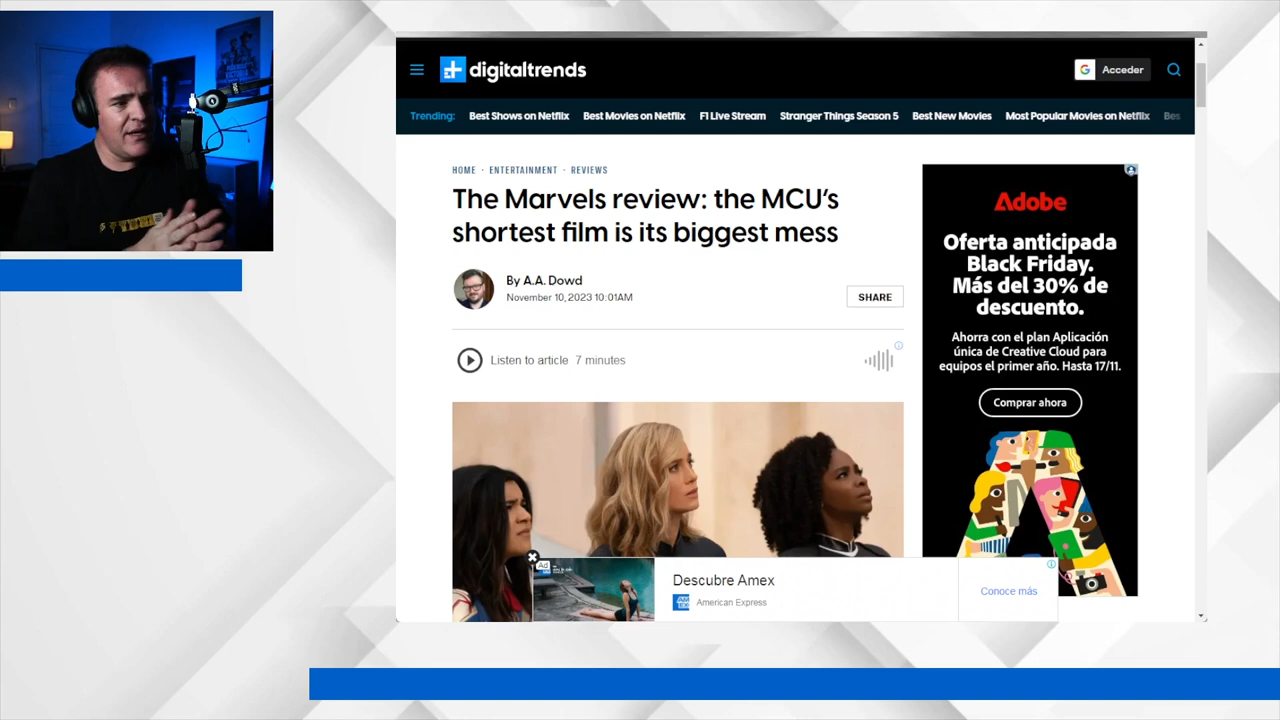 digitaltrends
Acceder
Trending:
Best Shows on Netflix
Best Movies on Netflix
F1 Live Stream
Stranger Things Season 5
Best New Movies
Most Popular Movies on Netflix
Bes
HOME · ENTERTAINMENT · REVIEWS
The Marvels review: the MCU's
shortest film is its biggest mess
By A.A. Dowd
November 10, 2023 10:01AM
SHARE
Listen to article 7 minutes
Adobe
Oferta anticipada
Black Friday.
Más del 30% de
descuento.
Ahorra con el plan Aplicación
única de Creative Cloud para
equipos el primer año. Hasta 17/11.
Comprar ahora
Ad
Descubre Amex
American Express
Conoce más